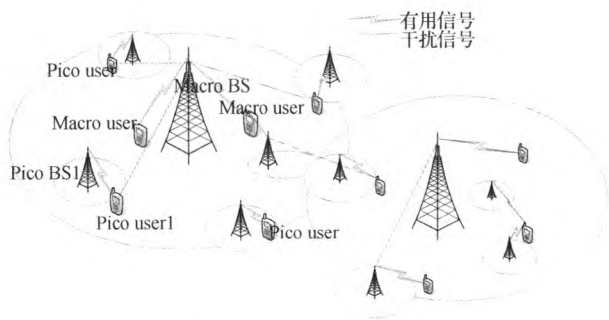 有用信号
干扰信号
Pico user
Macro BS
Macro user
Macro user
Pico BS1
Pico user1
Pico user